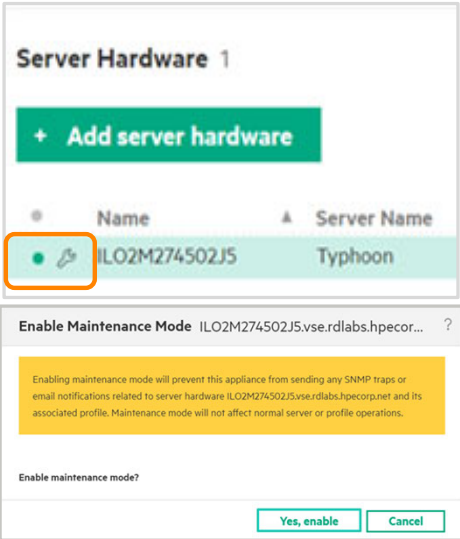 Server Hardware 1
+ Add server hardware
Name Server Name
ILO2M274502J5 Typhoon
Enable Maintenance Mode ILO2M274502J5.vse.rdlabs.hpecor... ?
Enabling maintenance mode will prevent this appliance from sending any SNMP traps or
email notifications related to server hardware ILO2M274502J5.vse.rdlabs.hpecorp.net and its
associated profile. Maintenance mode will not affect normal server or profile operations.
Enable maintenance mode?
Yes, enable Cancel